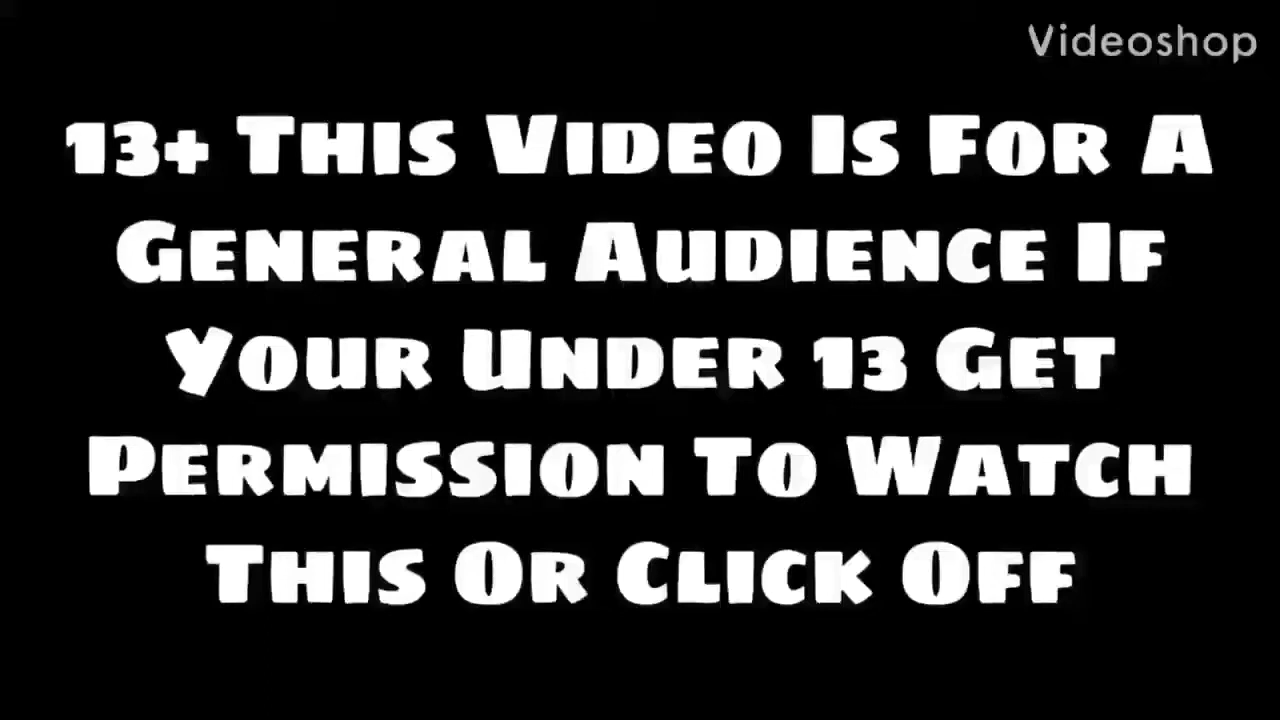 Videoshop
13+ This Video Is For A
General Audience If
Your Under 13 Get
Permission To Watch
This Or Click Off